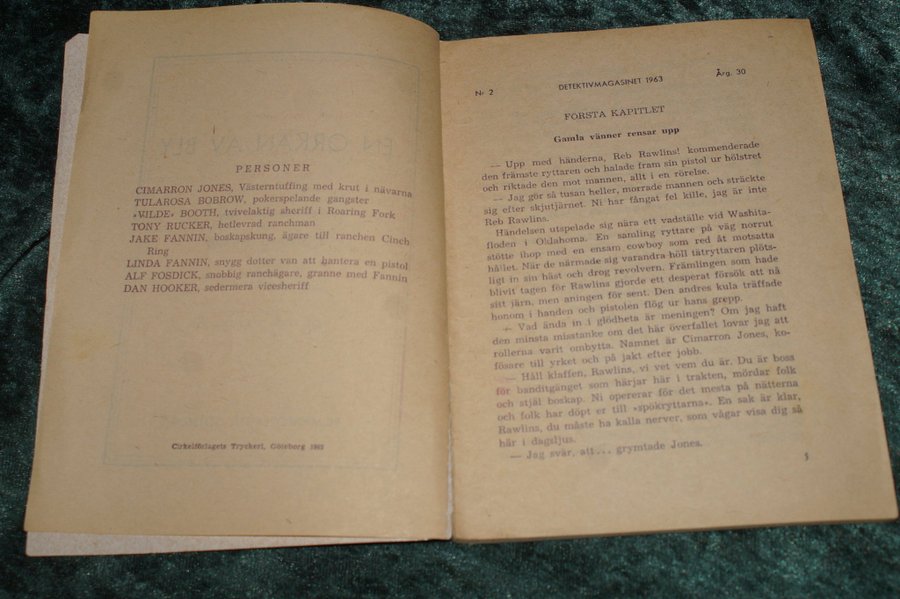 PERSONER
CIMARRON JONES, Västerntuffing med krut i nävarna
TULAROSA BOBROW, pokerspelande gangster
»VILDE» BOOTH, tvivelaktig sheriff i Roaring Fork
TONY RUCKER, hetlevrad ranchman
JAKE FANNIN, boskapskung, ägare till ranchen Cinch
Ring
LINDA FANNIN, snygg dotter van att hantera en pistol
ALF FOSDICK, snobbig ranchägare, granne med Fannin
DAN HOOKER, sedermera vicesheriff
Cirkelförlagets Tryckeri, Göteborg 1963
Nr 2 DETEKTIVMAGASINET 1963 Årg. 30
FÖRSTA KAPITLET
Gamla vänner rensar upp
— Upp med händerna, Reb Rawlins! kommenderade
den främste ryttaren och halade fram sin pistol ur hölstret
och riktade den mot mannen, allt i en rörelse.
— Jag gör så tusan heller, morrade mannen och sträckte
sig efter skjutjärnet. Ni har fångat fel kille, jag är inte
Reb Rawlins.
Händelsen utspelade sig nära ett vadställe vid Washita-
floden i Oklahoma. En samling ryttare på väg norrut
stötte ihop med en ensam cowboy som red åt motsatta
hållet. När de närmade sig varandra höll tätryttaren plöts-
ligt in sin häst och drog revolvern. Främlingen som hade
blivit tagen för Rawlins gjorde ett desperat försök att nå
sitt järn, men aningen för sent. Den andres kula träffade
honom i handen och pistolen flög ur hans grepp.
— Vad ända in i glödheta är meningen? Om jag haft
den minsta misstanke om det här överfallet lovar jag att
rollerna varit ombytta. Namnet är Cimarron Jones, ko-
fösare till yrket och på jakt efter jobb.
— Håll klaffen, Rawlins, vi vet vem du är. Du är boss
för banditgänget som härjar här i trakten, mördar folk
och stjäl boskap. Ni opererar för det mesta på nätterna
och folk har döpt er till »spökryttarna». En sak är klar,
Rawlins, du måste ha kalla nerver, som vågar visa dig så
här i dagsljus.
— Jag svär, att... grymtade Jones.